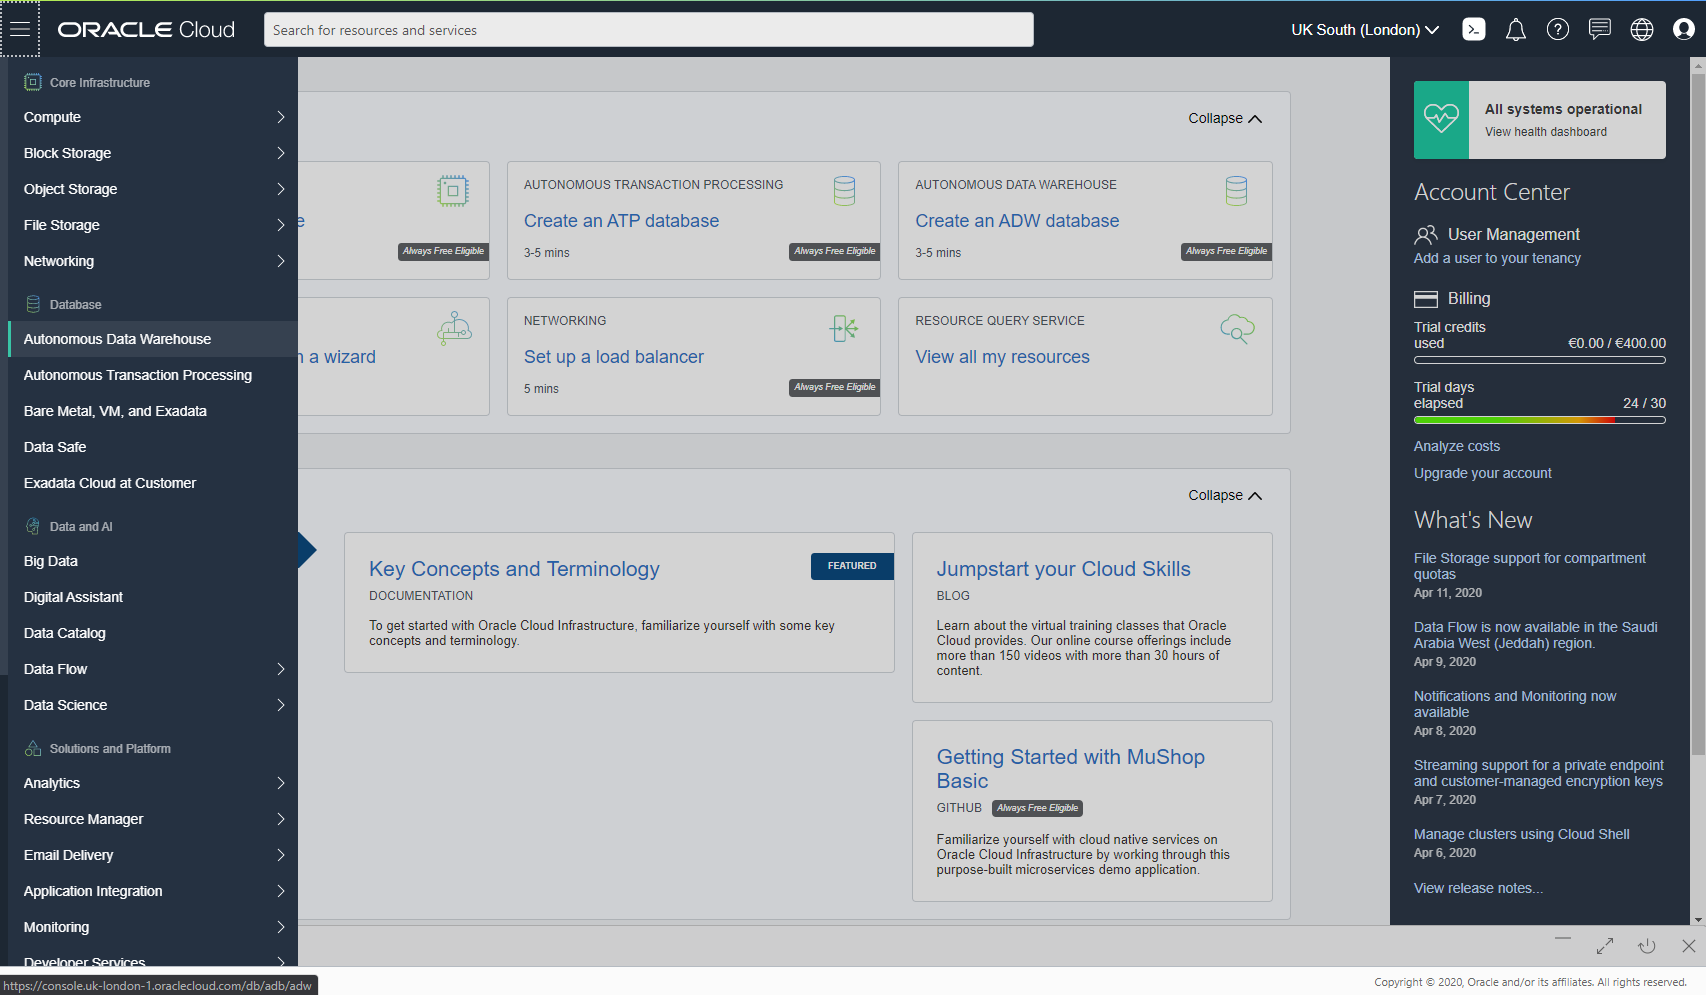 ORACLE Cloud
Search for resources and services
UK South (London)
Core Infrastructure
Compute
Block Storage
Object Storage
File Storage
Networking
Database
Autonomous Data Warehouse
Autonomous Transaction Processing
Bare Metal, VM, and Exadata
Data Safe
Exadata Cloud at Customer
Data and AI
Big Data
Digital Assistant
Data Catalog
Data Flow
Data Science
Solutions and Platform
Analytics
Resource Manager
Email Delivery
Application Integration
Monitoring
Developer Services
https://console.uk-london-1.oraclecloud.com/db/adb/adw
Collapse
e
Always Free Eligible
AUTONOMOUS TRANSACTION PROCESSING
Create an ATP database
3-5 mins
Always Free Eligible
AUTONOMOUS DATA WAREHOUSE
Create an ADW database
3-5 mins
Always Free Eligible
a wizard
NETWORKING
Set up a load balancer
5 mins
Always Free Eligible
RESOURCE QUERY SERVICE
View all my resources
Collapse
Key Concepts and Terminology
FEATURED
DOCUMENTATION
To get started with Oracle Cloud Infrastructure, familiarize yourself with some key
concepts and terminology.
Jumpstart your Cloud Skills
BLOG
Learn about the virtual training classes that Oracle
Cloud provides. Our online course offerings include
more than 150 videos with more than 30 hours of
content.
Getting Started with MuShop
Basic
GITHUB Always Free Eligible
Familiarize yourself with cloud native services on
Oracle Cloud Infrastructure by working through this
purpose-built microservices demo application.
All systems operational
View health dashboard
Account Center
User Management
Add a user to your tenancy
Billing
Trial credits
used €0.00 / €400.00
Trial days
elapsed 24 / 30
Analyze costs
Upgrade your account
What's New
File Storage support for compartment
quotas
Apr 11, 2020
Data Flow is now available in the Saudi
Arabia West (Jeddah) region.
Apr 9, 2020
Notifications and Monitoring now
available
Apr 8, 2020
Streaming support for a private endpoint
and customer-managed encryption keys
Apr 7, 2020
Manage clusters using Cloud Shell
Apr 6, 2020
View release notes...
Copyright © 2020, Oracle and/or its affiliates. All rights reserved.